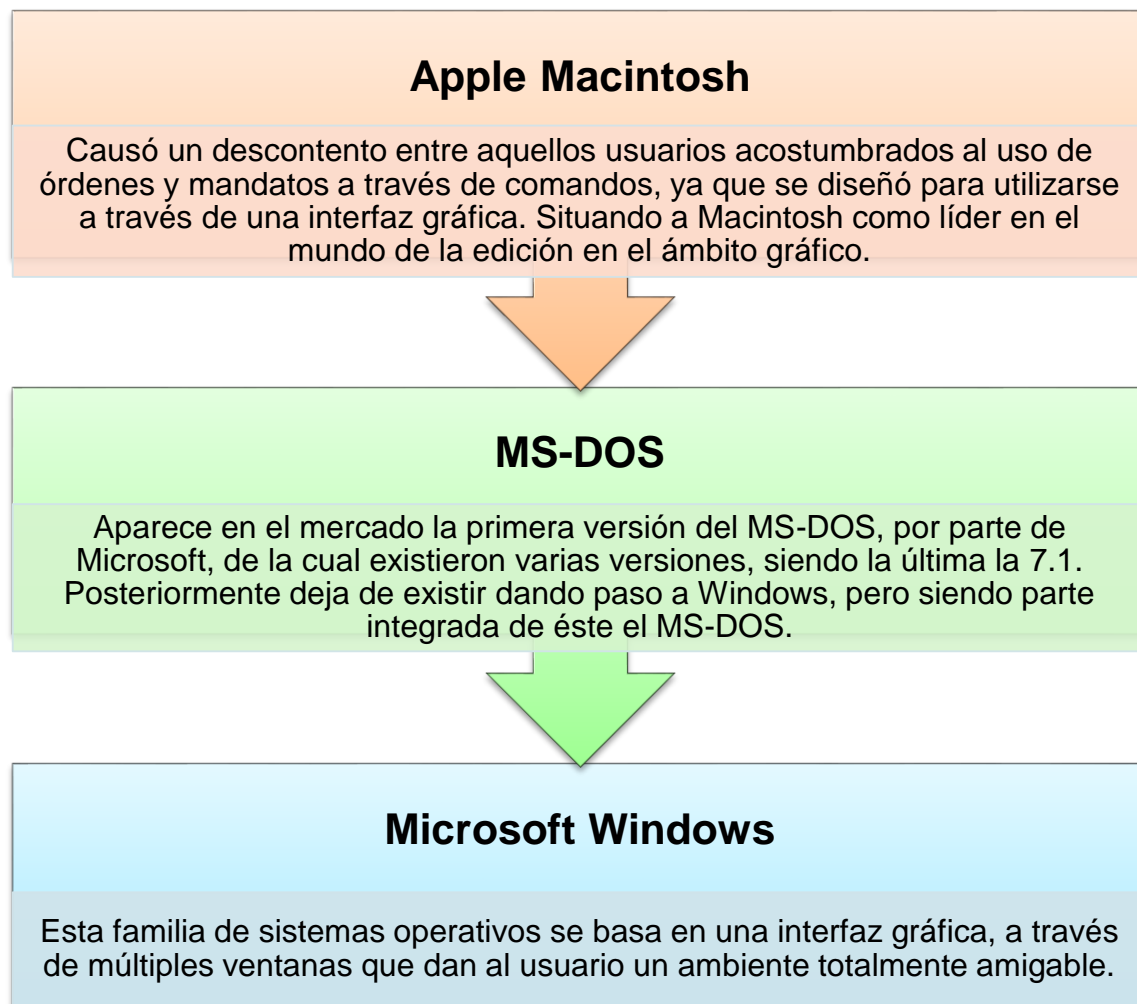 Apple Macintosh
Causó un descontento entre aquellos usuarios acostumbrados al uso de
órdenes y mandatos a través de comandos, ya que se diseñó para utilizarse
a través de una interfaz gráfica. Situando a Macintosh como líder en el
mundo de la edición en el ámbito gráfico.
MS-DOS
Aparece en el mercado la primera versión del MS-DOS, por parte de
Microsoft, de la cual existieron varias versiones, siendo la última la 7.1.
Posteriormente deja de existir dando paso a Windows, pero siendo parte
integrada de éste el MS-DOS.
Microsoft Windows
Esta familia de sistemas operativos se basa en una interfaz gráfica, a través
de múltiples ventanas que dan al usuario un ambiente totalmente amigable.